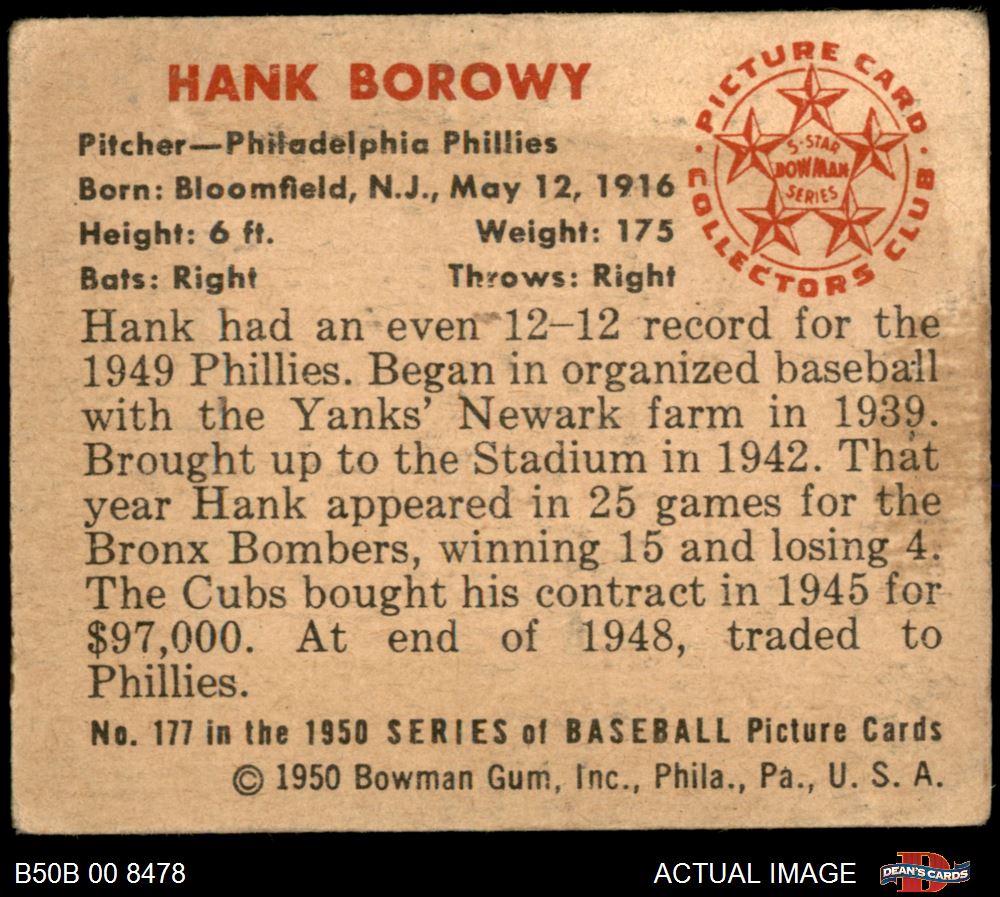 HANK BOROWY
Pitcher—Philadelphia Phillies
Born: Bloomfield, N.J., May 12, 1916
Height: 6 ft. Weight: 175
Bats: Right Throws: Right
PICTURE CARD
COLLECTORS CLUB
5-STAR
BOWMAN
SERIES
Hank had an even 12–12 record for the
1949 Phillies. Began in organized baseball
with the Yanks' Newark farm in 1939.
Brought up to the Stadium in 1942. That
year Hank appeared in 25 games for the
Bronx Bombers, winning 15 and losing 4.
The Cubs bought his contract in 1945 for
$97,000. At end of 1948, traded to
Phillies.
No. 177 in the 1950 SERIES of BASEBALL Picture Cards
© 1950 Bowman Gum, Inc., Phila., Pa., U. S. A.
B50B 00 8478
ACTUAL IMAGE
D
DEAN'S CARDS